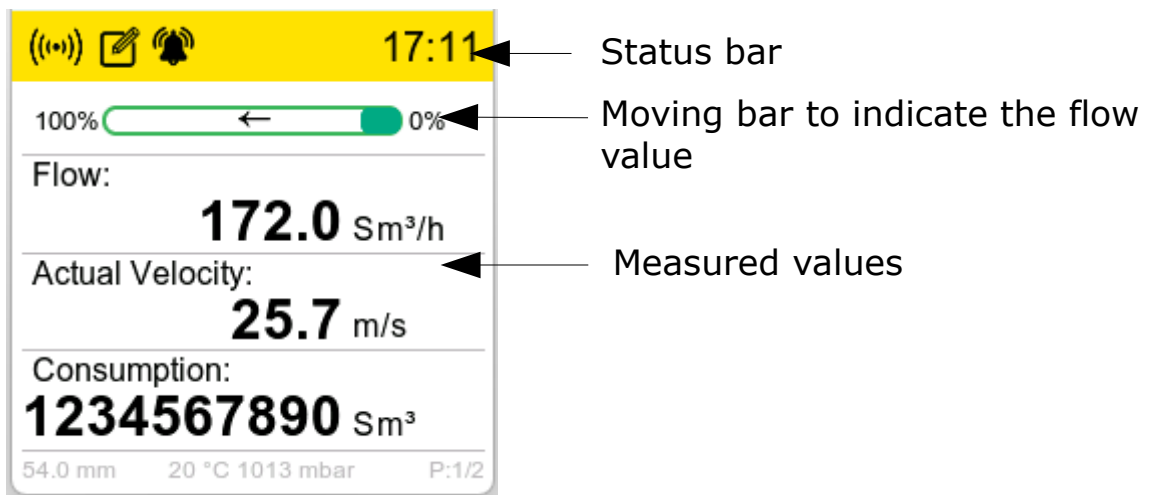 17:11
Status bar
100% ← 0%
Moving bar to indicate the flow
value
Flow:
172.0 Sm³/h
Actual Velocity:
Measured values
25.7 m/s
Consumption:
1234567890 Sm³
54.0 mm 20 °C 1013 mbar P:1/2